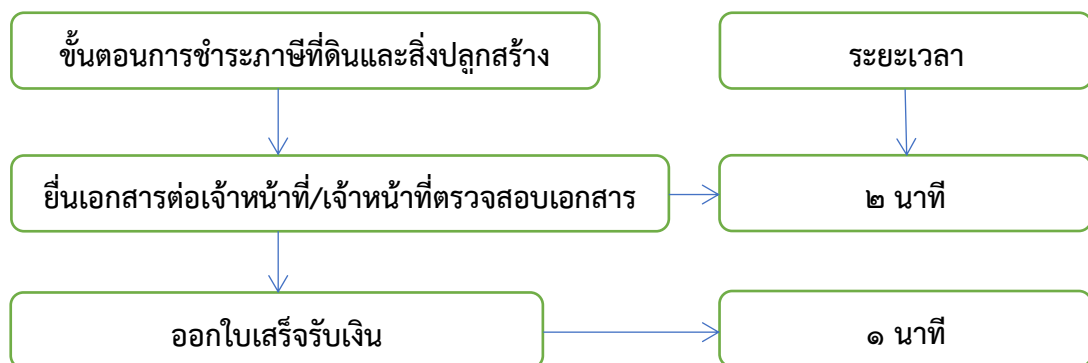 ขั้นตอนการชำระภาษีที่ดินและสิ่งปลูกสร้าง
ระยะเวลา
ยื่นเอกสารต่อเจ้าหน้าที่/เจ้าหน้าที่ตรวจสอบเอกสาร
๒ นาที
ออกใบเสร็จรับเงิน
๑ นาที